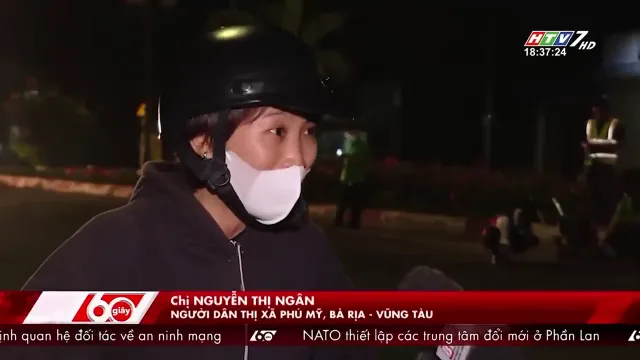 HTV7 HD
18:37:24
Chị NGUYỄN THỊ NGÂN
60 giây
NGƯỜI DÂN THỊ XÃ PHÚ MỸ, BÀ RỊA - VŨNG TÀU
ịnh quan hệ đối tác về an ninh mạng 60 NATO thiết lập các trung tâm đổi mới ở Phần Lan